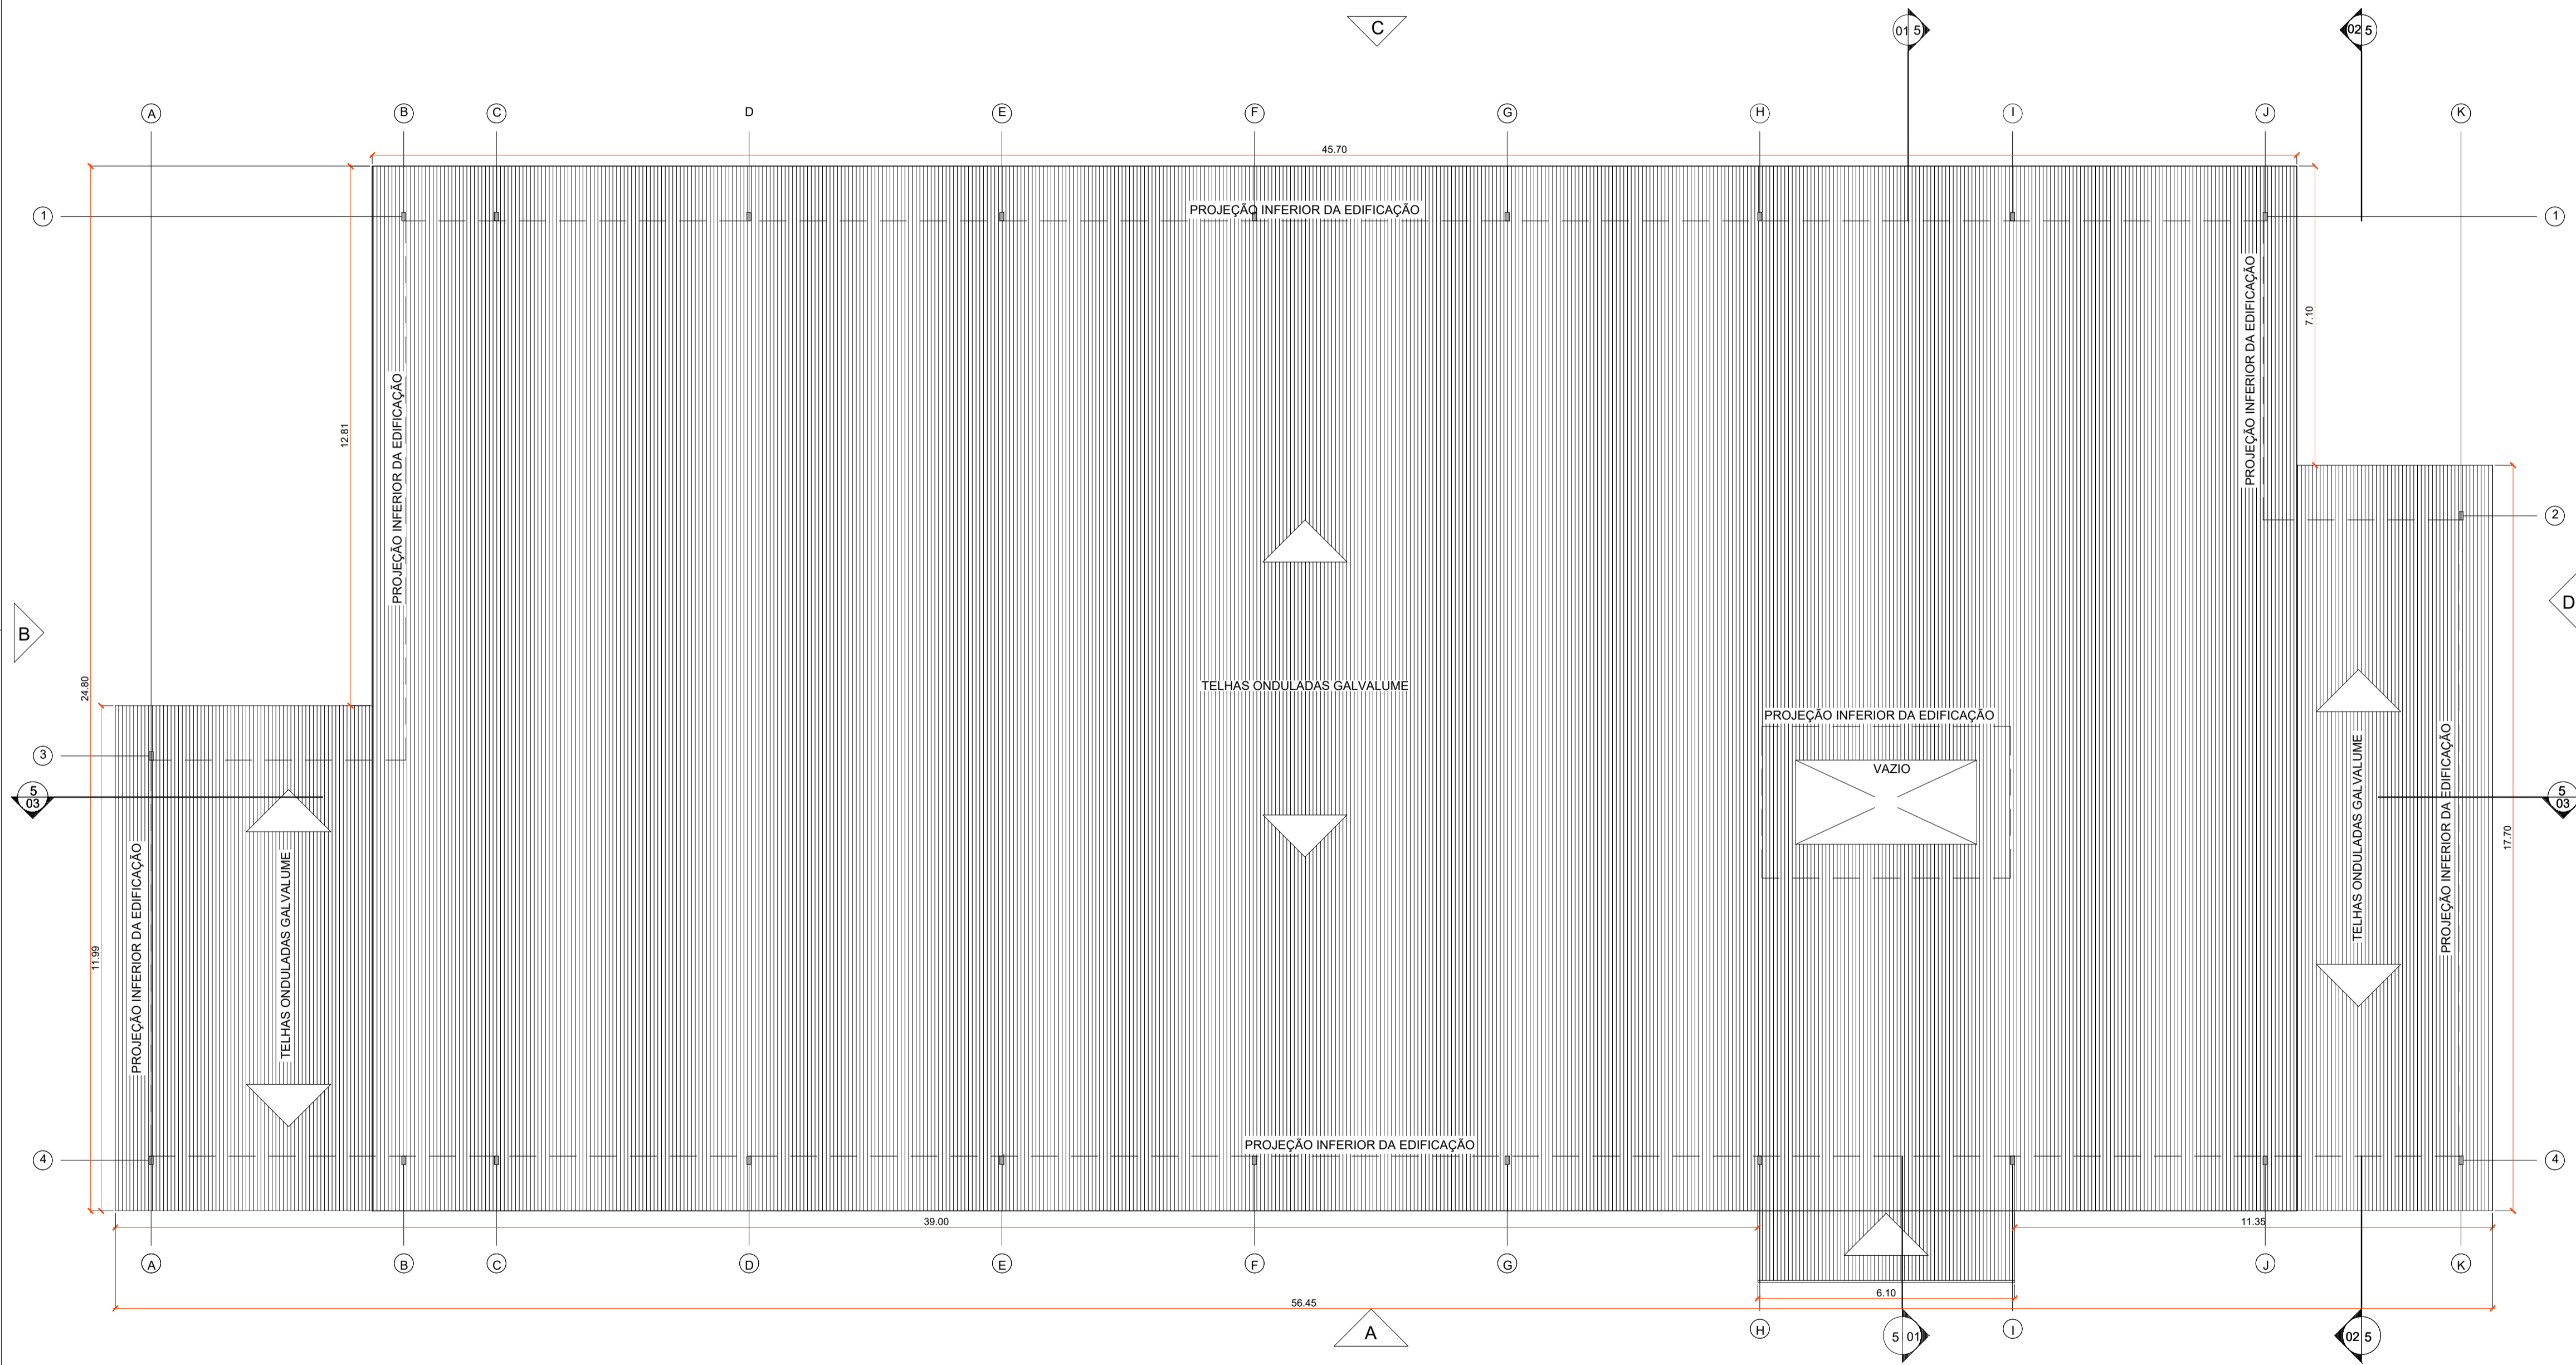 C
01 5
02 5
A
B
C
D
E
F
G
H
I
J
K
45.70
1
PROJEÇÃO INFERIOR DA EDIFICAÇÃO
1
PROJEÇÃO INFERIOR DA EDIFICAÇÃO
7.10
PROJEÇÃO INFERIOR DA EDIFICAÇÃO
12.81
2
B
D
24.80
TELHAS ONDULADAS GALVALUME
PROJEÇÃO INFERIOR DA EDIFICAÇÃO
VAZIO
3
5
03
5
03
TELHAS ONDULADAS GALVALUME
PROJEÇÃO INFERIOR DA EDIFICAÇÃO
17.70
PROJEÇÃO INFERIOR DA EDIFICAÇÃO
TELHAS ONDULADAS GALVALUME
11.99
PROJEÇÃO INFERIOR DA EDIFICAÇÃO
4
4
39.00
11.35
A
B
C
D
E
F
G
J
K
6.10
56.45
A
H
5 01
I
02 5